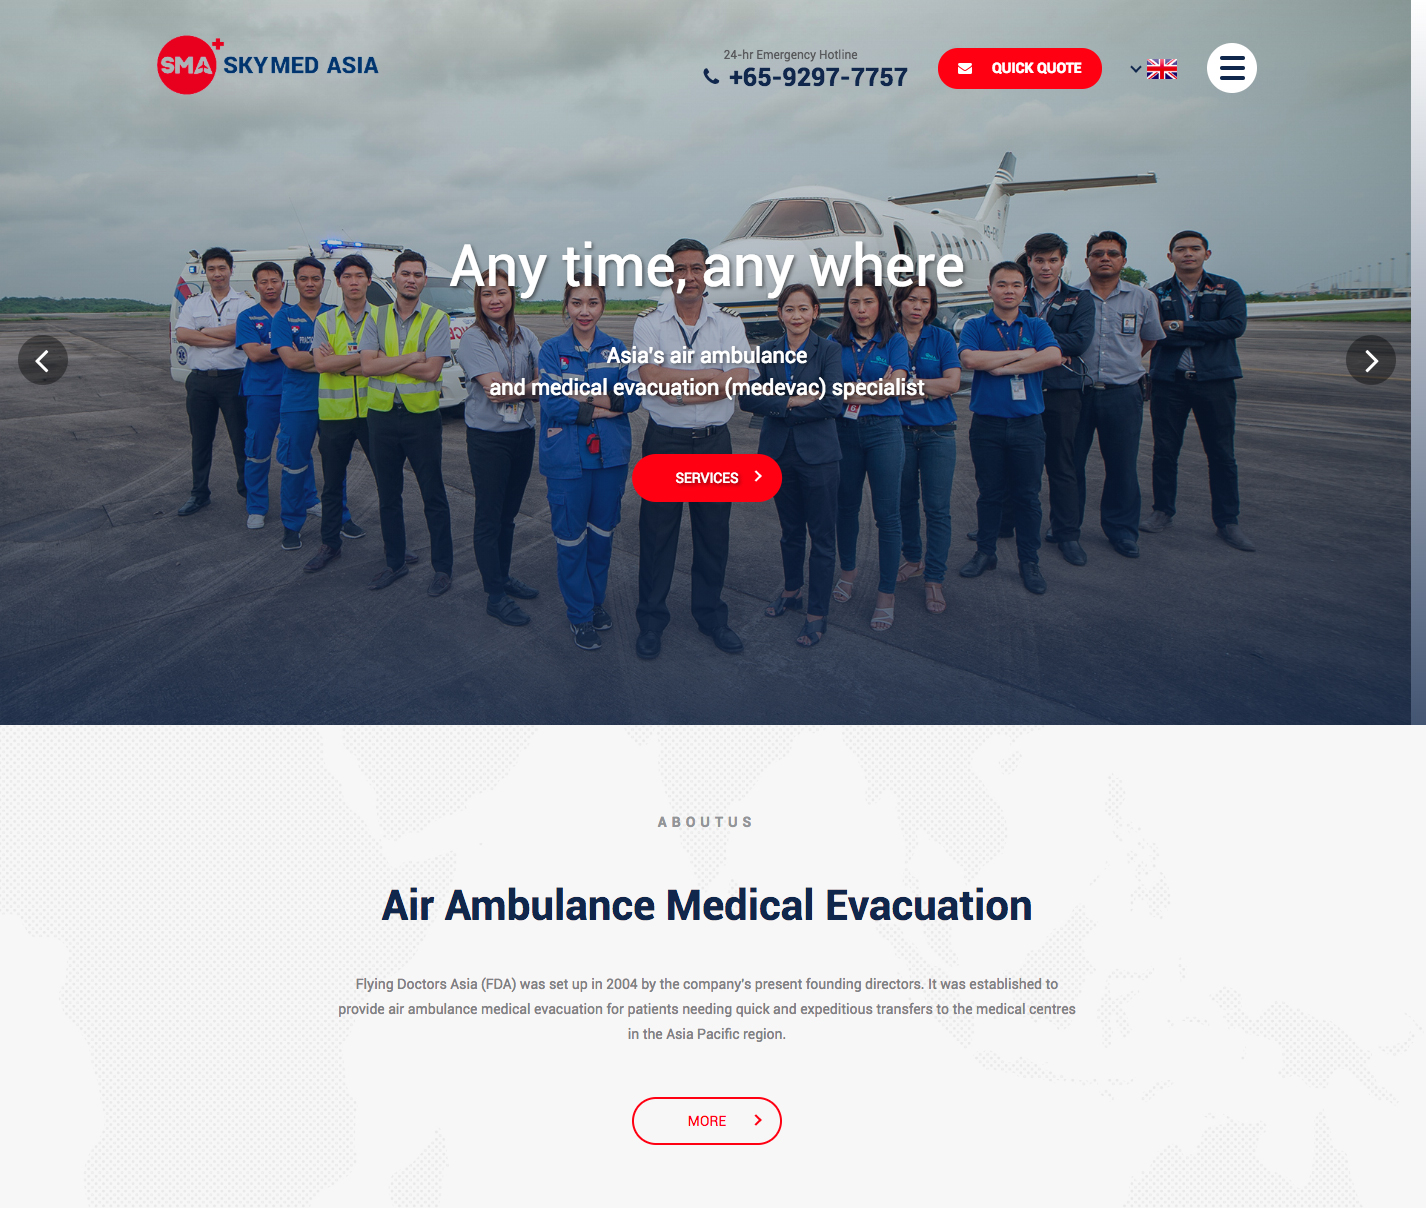 SMA
SKYMED ASIA
24-hr Emergency Hotline
+65-9297-7757
QUICK QUOTE
Any time, any where
Asia's air ambulance
and medical evacuation (medevac) specialist
SERVICES
ABOUTUS
Air Ambulance Medical Evacuation
Flying Doctors Asia (FDA) was set up in 2004 by the company's present founding directors. It was established to
provide air ambulance medical evacuation for patients needing quick and expeditious transfers to the medical centres
in the Asia Pacific region.
MORE